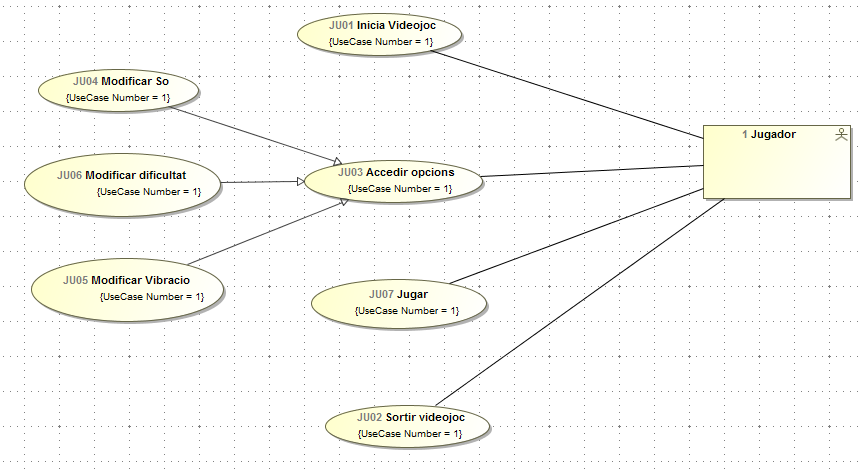 JU01 Inicia Videojoc
{UseCase Number = 1}
JU04 Modificar So
{UseCase Number = 1}
1 Jugador
JU06 Modificar dificultat
{UseCase Number = 1}
JU03 Accedir opcions
{UseCase Number = 1}
JU05 Modificar Vibracio
{UseCase Number = 1}
JU07 Jugar
{UseCase Number = 1}
JU02 Sortir videojoc
{UseCase Number = 1}